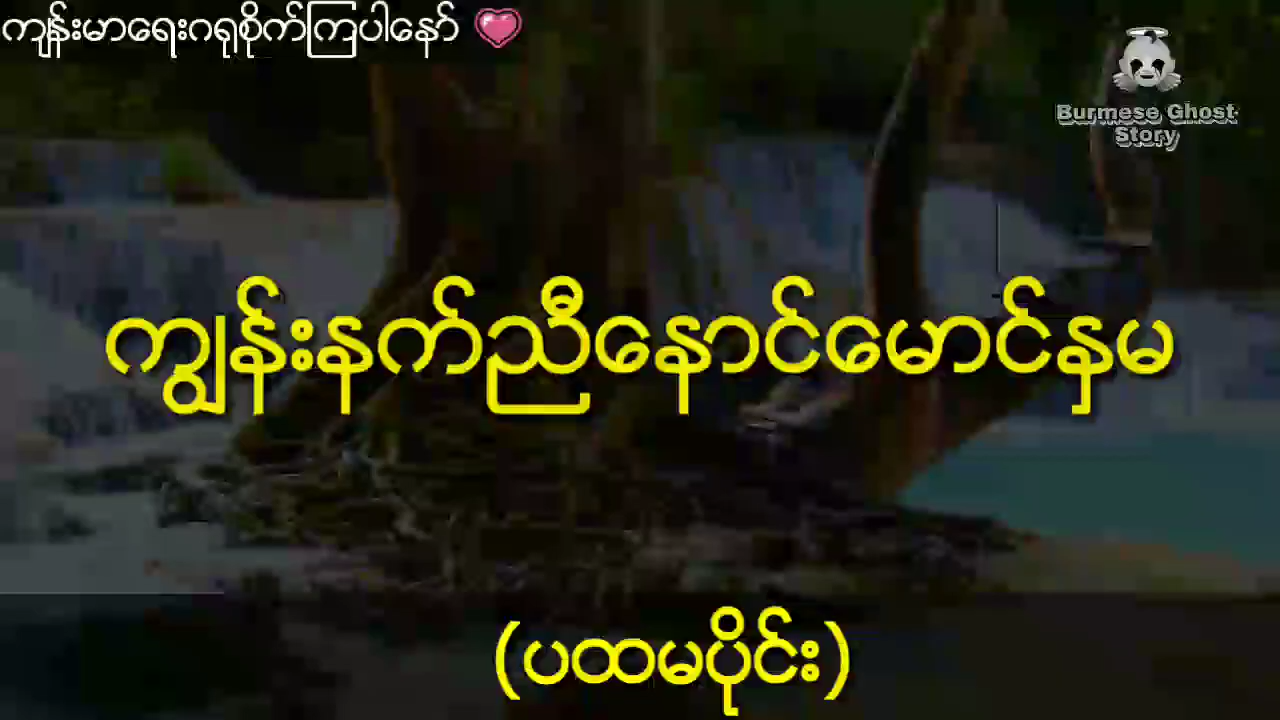 ကျန်းမာရေးဂရုစိုက်ကြပါနော် 💗
Burmese Ghost
Story
ကျွန်းနက်ညီနောင်မောင်နှမ
(ပထမပိုင်း)